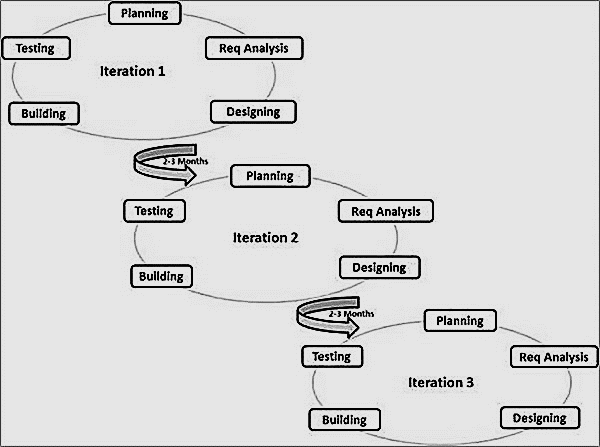 Planning
Testing
Req Analysis
Iteration 1
Building
Designing
2-3 Months
Planning
Testing
Req Analysis
Iteration 2
Building
Designing
2-3 Months
Planning
Testing
Req Analysis
Iteration 3
Building
Designing